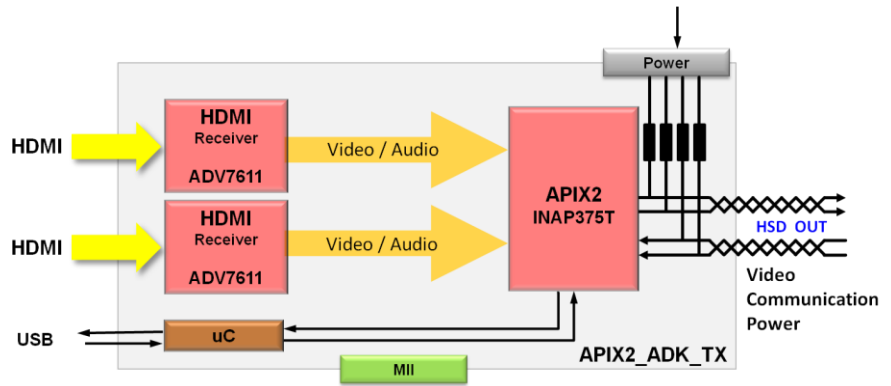 Power
HDMI
HDMI
Receiver
ADV7611
Video / Audio
APIX2
INAP375T
HSD OUT
HDMI
HDMI
Receiver
ADV7611
Video / Audio
Video
Communication
Power
USB
uC
APIX2_ADK_TX
MII